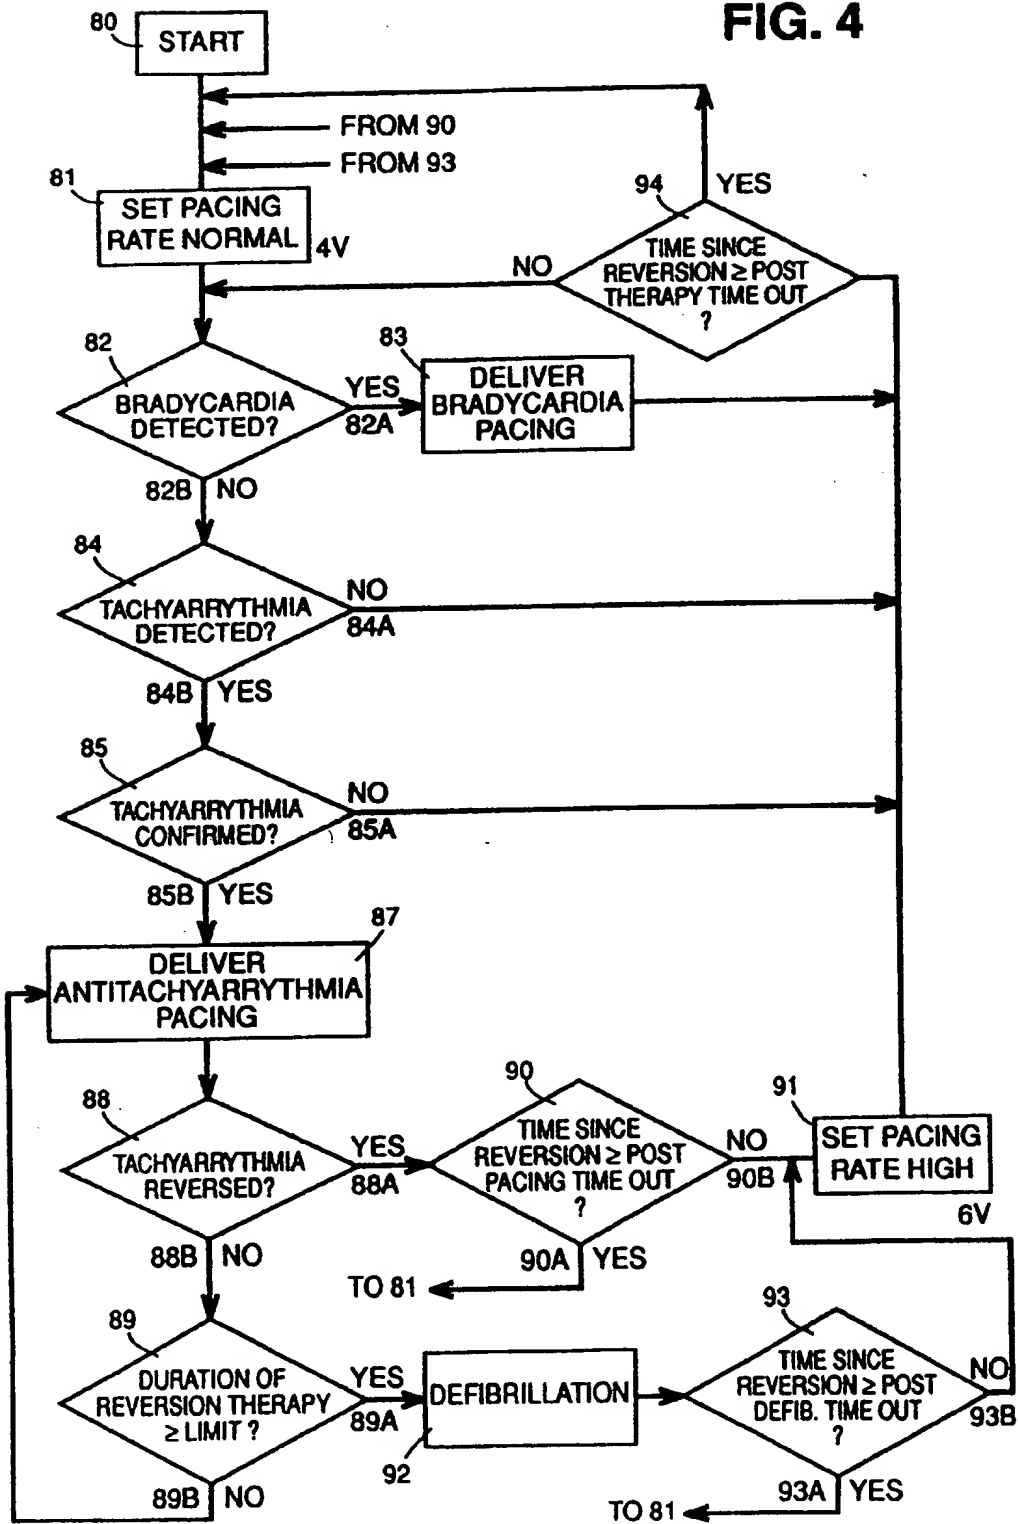 FIG. 4
80
START
FROM 90
FROM 93
81
SET PACING
RATE NORMAL
4V
94
YES
TIME SINCE
REVERSION ≥ POST
THERAPY TIME OUT
?
NO
82
BRADYCARDIA
DETECTED?
YES
82A
83
DELIVER
BRADYCARDIA
PACING
82B NO
84
TACHYARRYTHMIA
DETECTED?
NO
84A
84B YES
85
TACHYARRYTHMIA
CONFIRMED?
NO
85A
85B YES
87
DELIVER
ANTITACHYARRYTHMIA
PACING
88
TACHYARRYTHMIA
REVERSED?
YES
88A
90
TIME SINCE
REVERSION ≥ POST
PACING TIME OUT
?
NO
90B
91
SET PACING
RATE HIGH
6V
88B NO
90A YES
TO 81
89
DURATION OF
REVERSION THERAPY
≥ LIMIT ?
YES
89A
DEFIBRILLATION
92
93
TIME SINCE
REVERSION ≥ POST
DEFIB. TIME OUT
?
NO
93B
89B NO
93A YES
TO 81